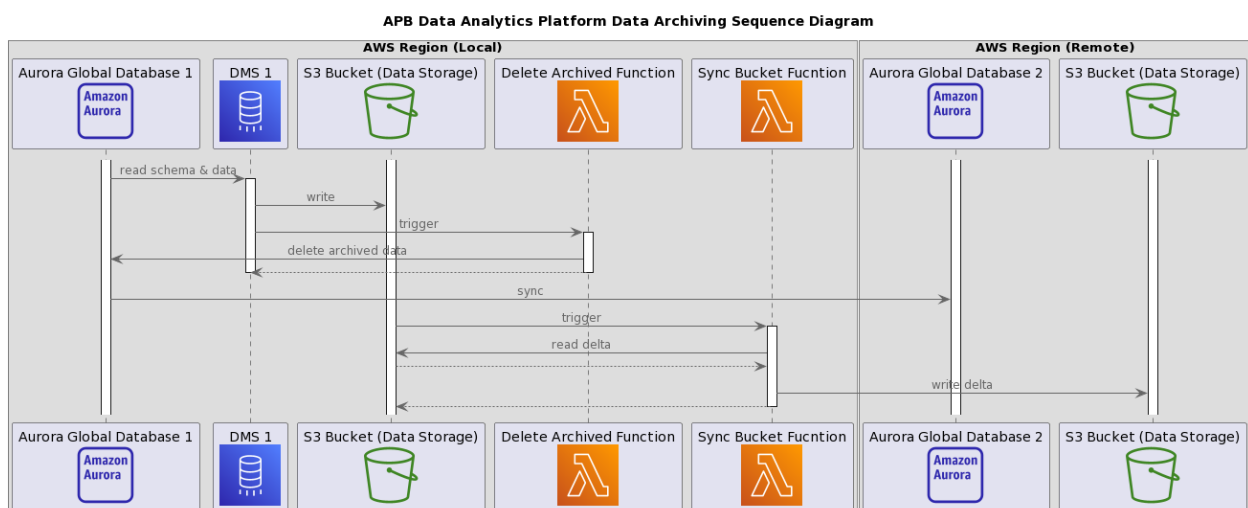 APB Data Analytics Platform Data Archiving Sequence Diagram
AWS Region (Local)
AWS Region (Remote)
Aurora Global Database 1
DMS 1
S3 Bucket (Data Storage)
Delete Archived Function
Sync Bucket Fucntion
Aurora Global Database 2
S3 Bucket (Data Storage)
Amazon
Aurora
Amazon
Aurora
read schema & data
write
trigger
delete archived data
sync
trigger
read delta
write delta
Aurora Global Database 1
DMS 1
S3 Bucket (Data Storage)
Delete Archived Function
Sync Bucket Fucntion
Aurora Global Database 2
S3 Bucket (Data Storage)
Amazon
Aurora
Amazon
Aurora